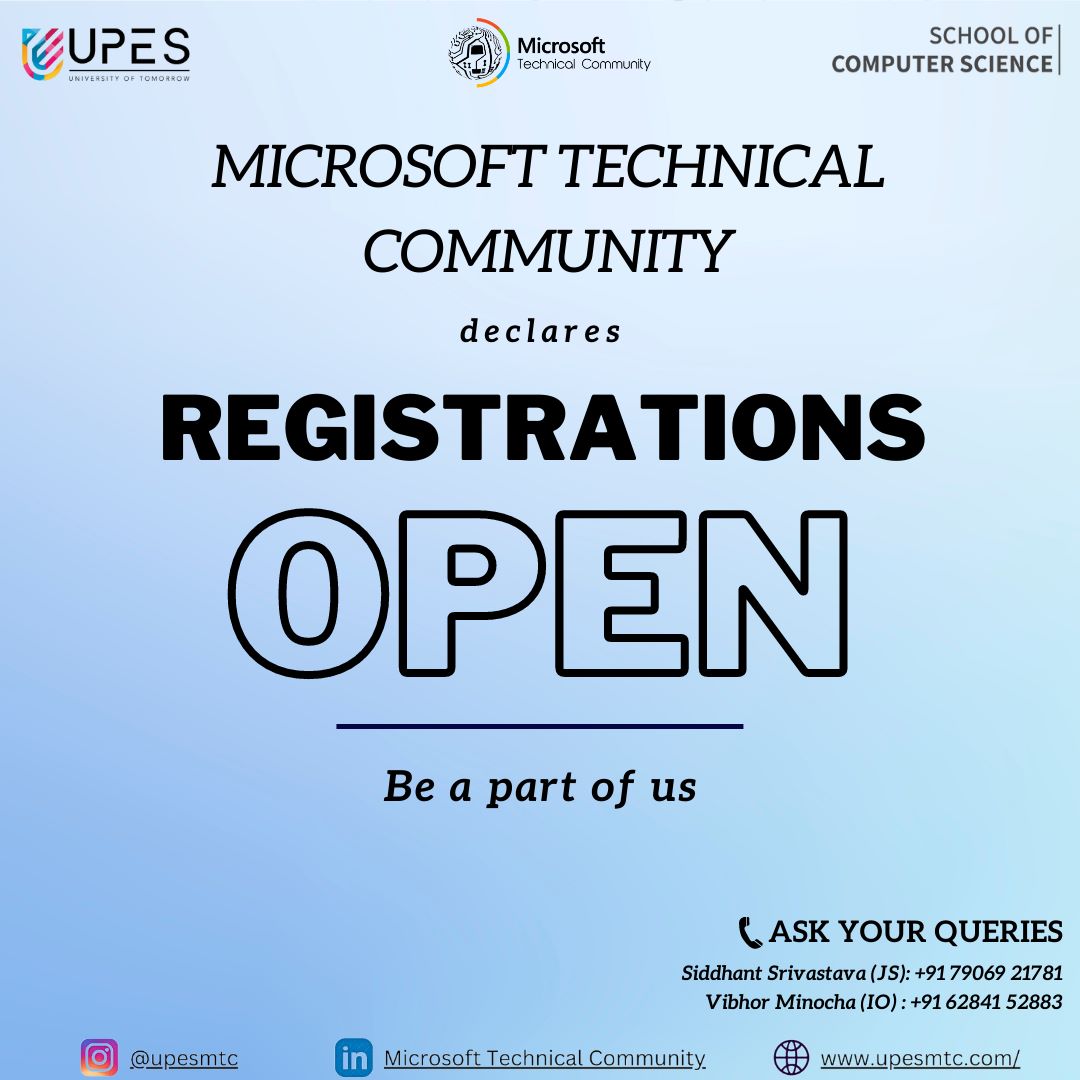 UPES
UNIVERSITY OF TOMORROW
Microsoft
Technical Community
SCHOOL OF
COMPUTER SCIENCE
MICROSOFT TECHNICAL
COMMUNITY
declares
REGISTRATIONS
OPEN
Be a part of us
ASK YOUR QUERIES
Siddhant Srivastava (JS): +91 79069 21781
Vibhor Minocha (IO) : +91 62841 52883
@upesmtc
Microsoft Technical Community
www.upesmtc.com/